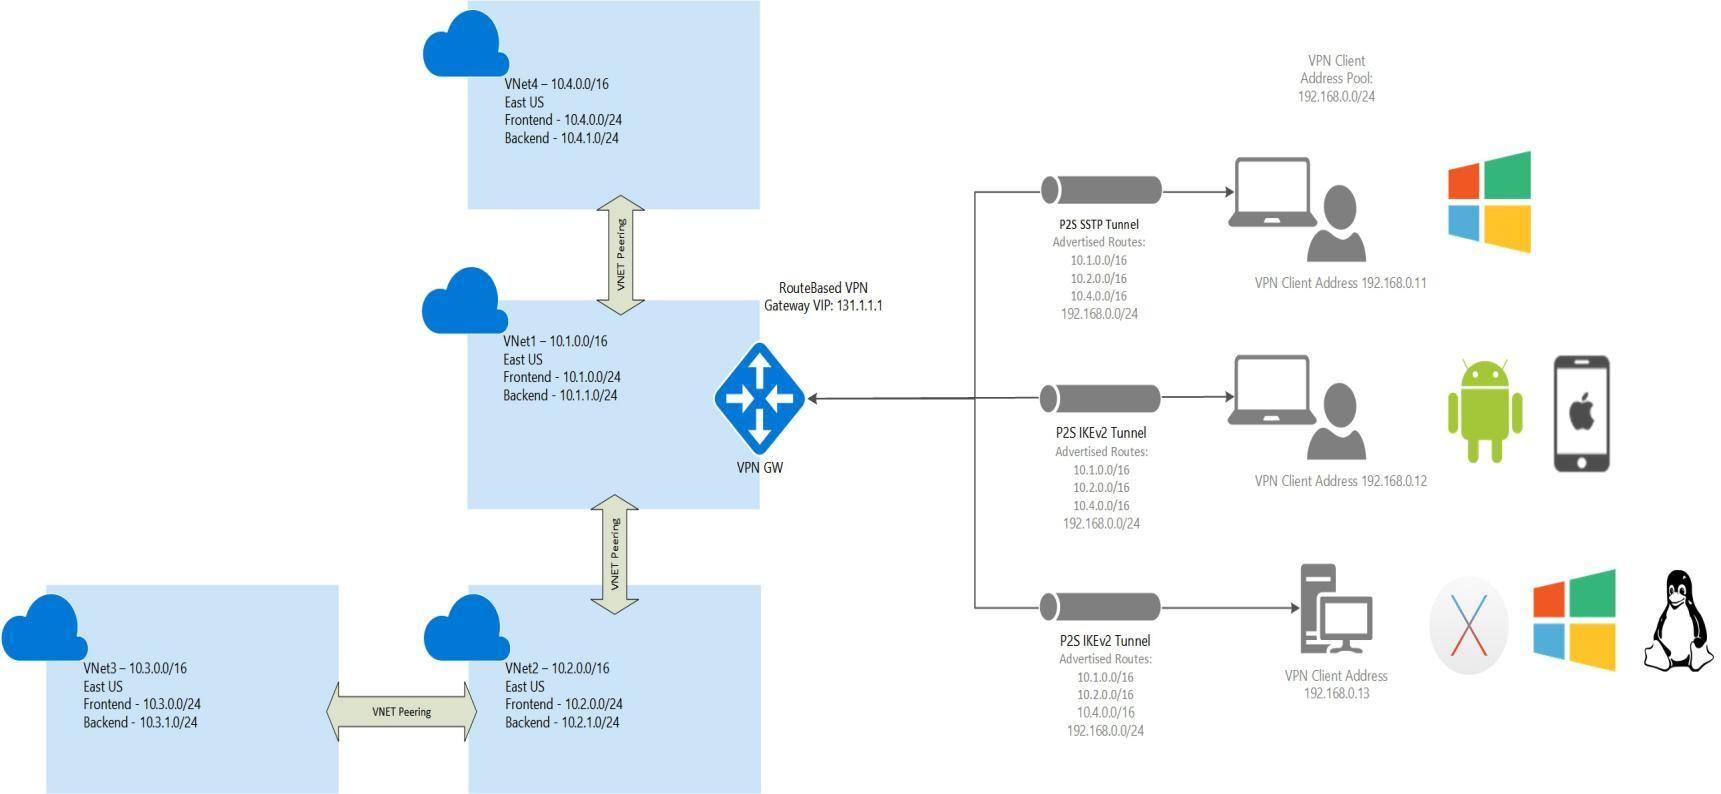 VNet4 – 10.4.0.0/16
East US
Frontend - 10.4.0.0/24
Backend - 10.4.1.0/24
VNET Peering
VNet1 – 10.1.0.0/16
East US
Frontend - 10.1.0.0/24
Backend - 10.1.1.0/24
RouteBased VPN
Gateway VIP: 131.1.1.1
VPN GW
VNET Peering
VNet3 – 10.3.0.0/16
East US
Frontend - 10.3.0.0/24
Backend - 10.3.1.0/24
VNET Peering
VNet2 – 10.2.0.0/16
East US
Frontend - 10.2.0.0/24
Backend - 10.2.1.0/24
VPN Client
Address Pool:
192.168.0.0/24
P2S SSTP Tunnel
Advertised Routes:
10.1.0.0/16
10.2.0.0/16
10.4.0.0/16
192.168.0.0/24
VPN Client Address 192.168.0.11
P2S IKEv2 Tunnel
Advertised Routes:
10.1.0.0/16
10.2.0.0/16
10.4.0.0/16
192.168.0.0/24
VPN Client Address 192.168.0.12
P2S IKEv2 Tunnel
Advertised Routes:
10.1.0.0/16
10.2.0.0/16
10.4.0.0/16
192.168.0.0/24
VPN Client Address
192.168.0.13